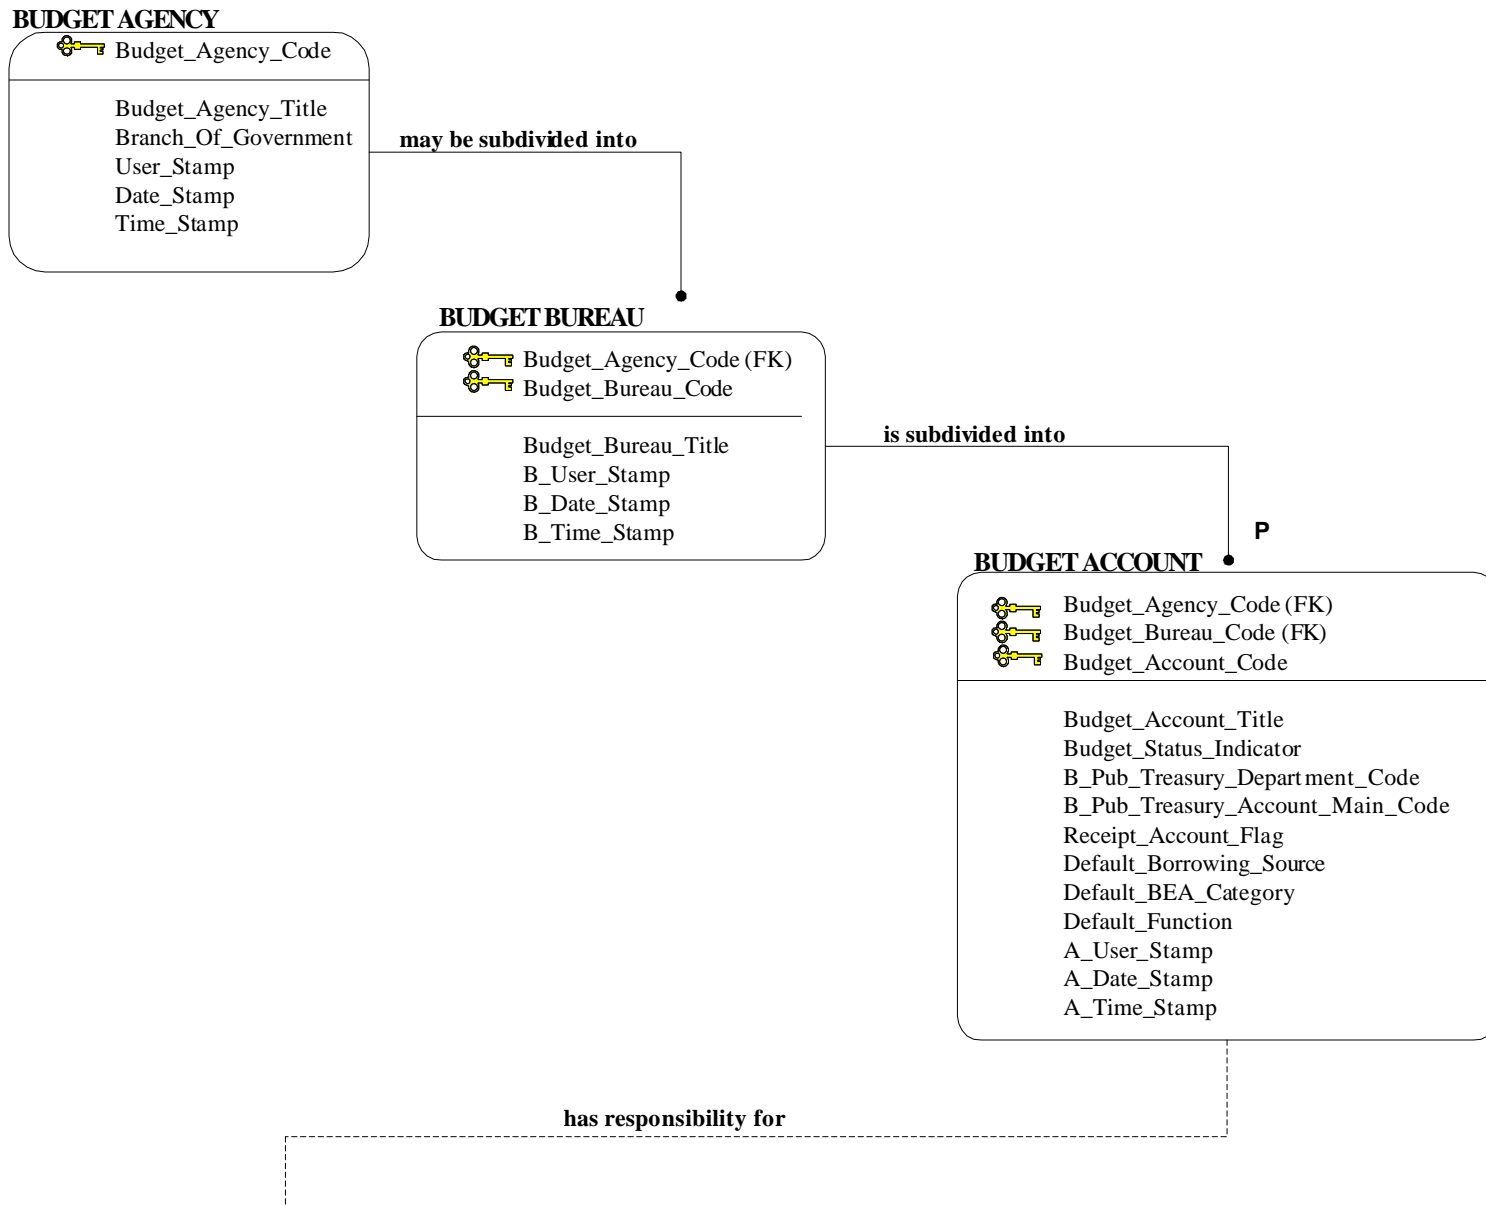 BUDGET AGENCY
Budget_Agency_Code
Budget_Agency_Title
Branch_Of_Government
User_Stamp
Date_Stamp
Time_Stamp
may be subdivided into
BUDGET BUREAU
Budget_Agency_Code (FK)
Budget_Bureau_Code
Budget_Bureau_Title
B_User_Stamp
B_Date_Stamp
B_Time_Stamp
is subdivided into
P
BUDGET ACCOUNT
Budget_Agency_Code (FK)
Budget_Bureau_Code (FK)
Budget_Account_Code
Budget_Account_Title
Budget_Status_Indicator
B_Pub_Treasury_Department_Code
B_Pub_Treasury_Account_Main_Code
Receipt_Account_Flag
Default_Borrowing_Source
Default_BEA_Category
Default_Function
A_User_Stamp
A_Date_Stamp
A_Time_Stamp
has responsibility for